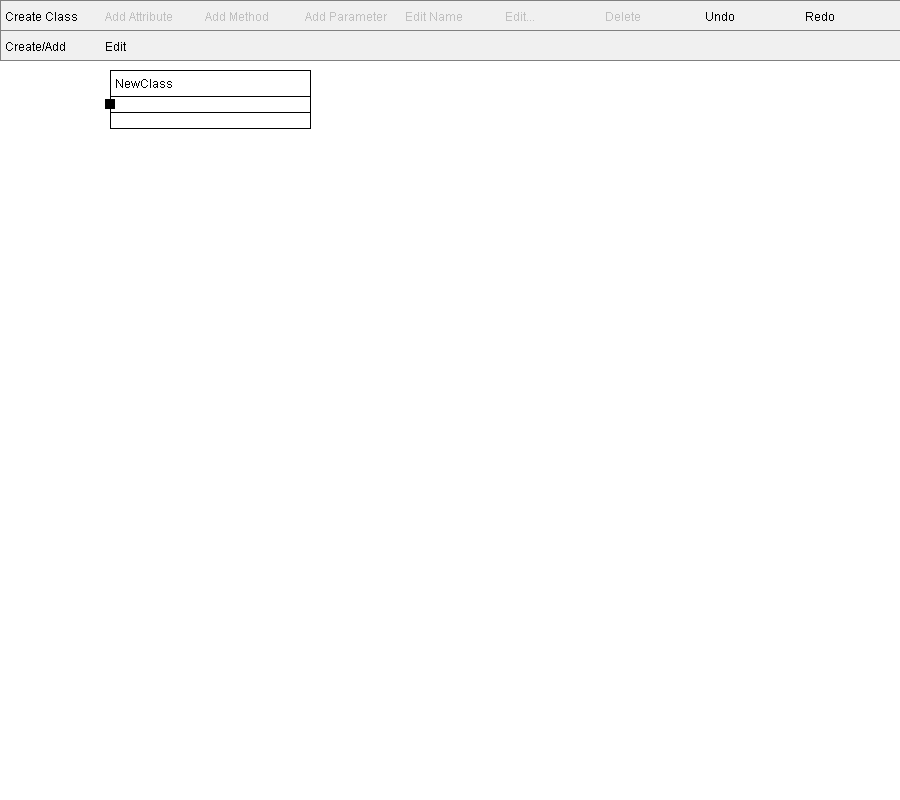 Create Class Add Attribute Add Method Add Parameter Edit Name Edit... Delete Undo Redo
Create/Add Edit
NewClass